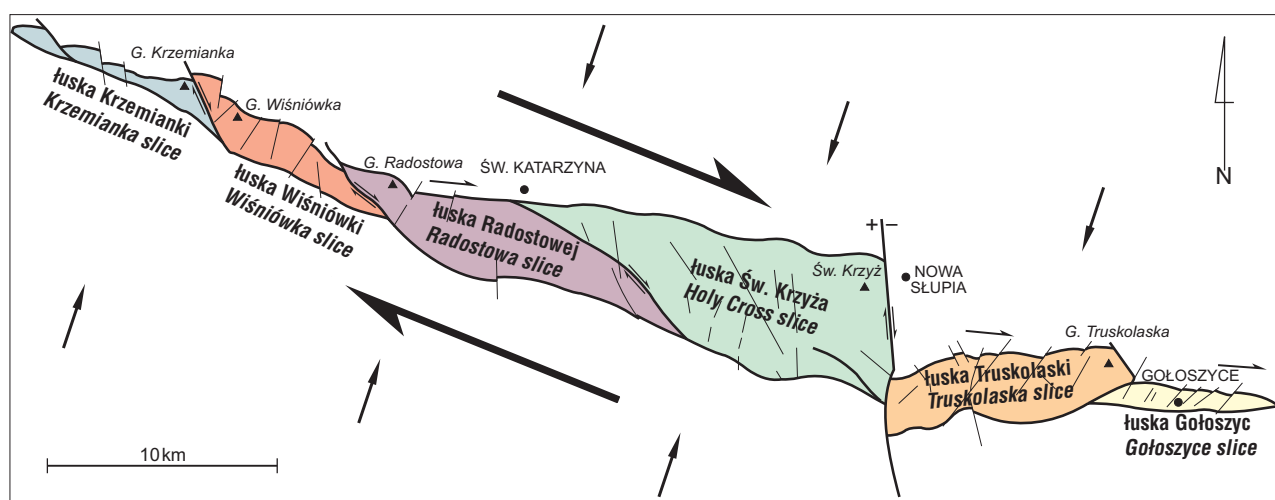 G. Krzemianka
łuska Krzemianki
Krzemianka slice
G. Wiśniówka
łuska Wiśniówki
Wiśniówka slice
G. Radostowa
ŚW. KATARZYNA
łuska Radostowej
Radostowa slice
łuska Św. Krzyża
Holy Cross slice
Św. Krzyż
+ –
NOWA
SŁUPIA
N
G. Truskolaska
łuska Truskolaski
Truskolaska slice
GOŁOSZYCE
łuska Gołoszyc
Gołoszyce slice
10 km